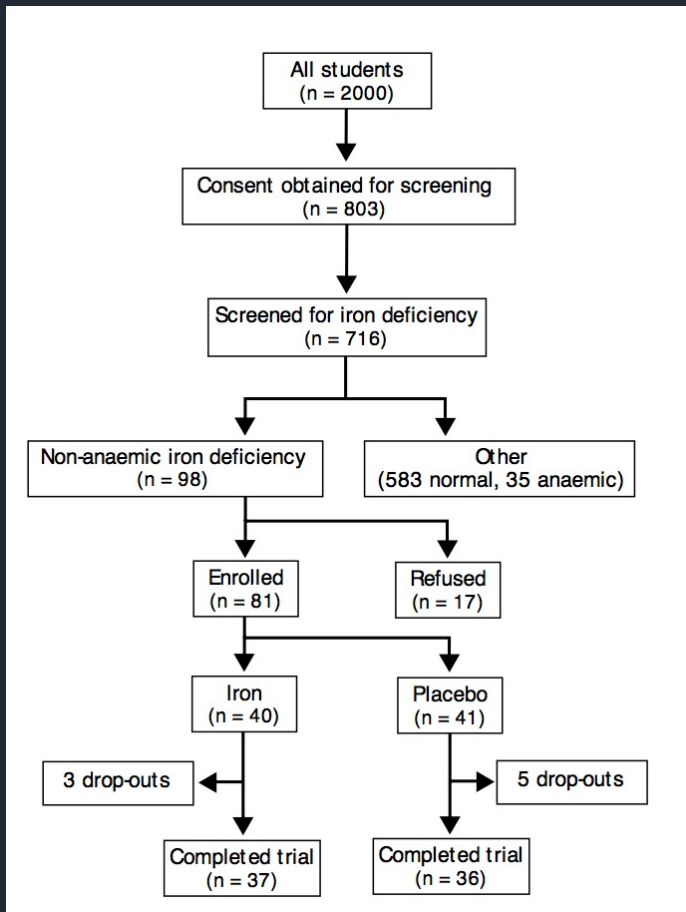 All students
(n = 2000)
Consent obtained for screening
(n = 803)
Screened for iron deficiency
(n = 716)
Non-anaemic iron deficiency
(n = 98)
Other
(583 normal, 35 anaemic)
Enrolled
(n = 81)
Refused
(n = 17)
Iron
(n = 40)
Placebo
(n = 41)
3 drop-outs
5 drop-outs
Completed trial
(n = 37)
Completed trial
(n = 36)